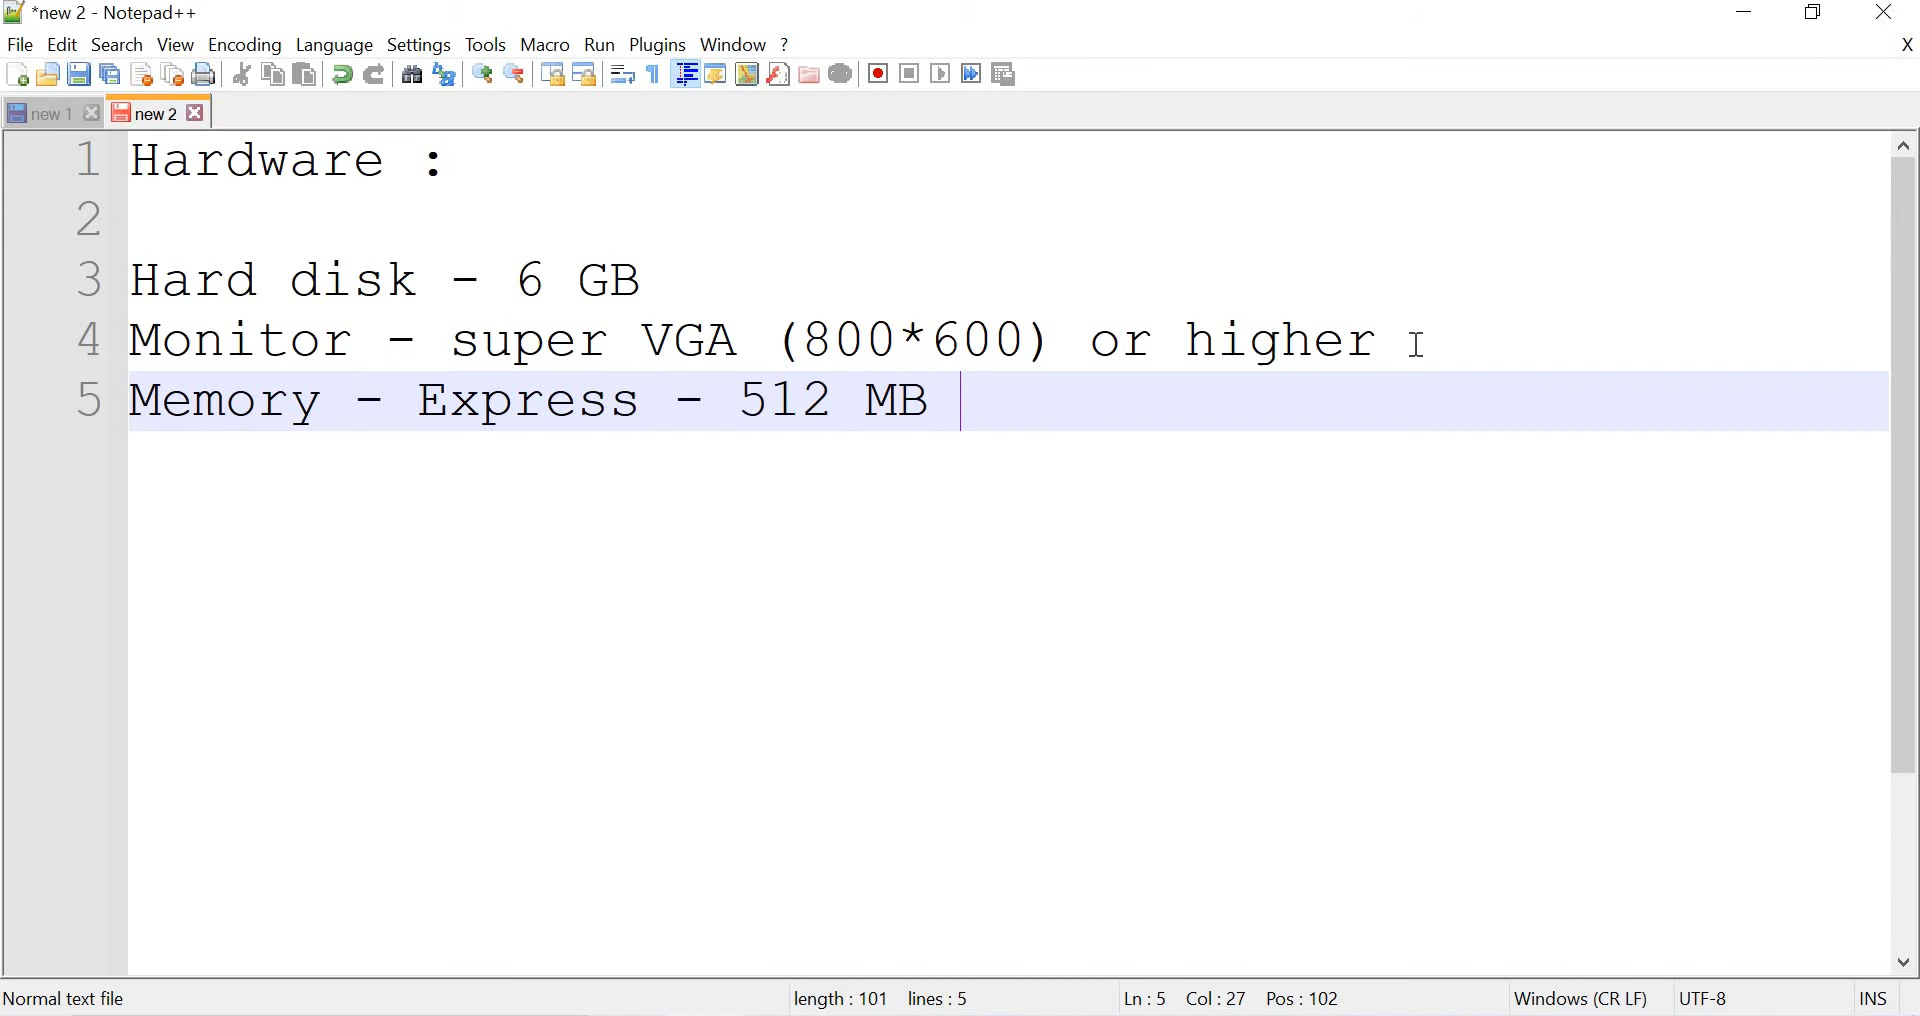 *new 2 - Notepad++
File Edit Search View Encoding Language Settings Tools Macro Run Plugins Window ?
X
new 1 new 2
1 Hardware :
2
3 Hard disk - 6 GB
4 Monitor - super VGA (800*600) or higher
5 Memory - Express - 512 MB
Normal text file length : 101 lines : 5 Ln : 5 Col : 27 Pos : 102 Windows (CR LF) UTF-8 INS